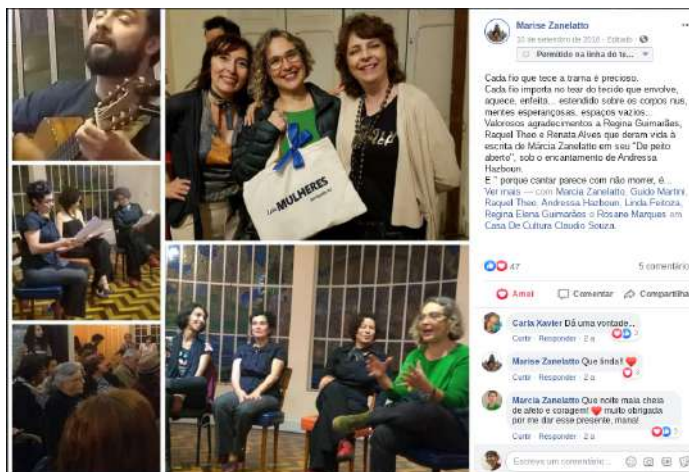 Leia MULHERES
Marise Zanelatto
10 de setembro de 2018 · Editado ·
Permitido na linha do te...
Cada fio que tece a trama é precioso.
Cada fio importa no tear do tecido que envolve,
aquece, enfeita... estendido sobre os corpos nus,
mentes esperançosas, espaços vazios...
Valorosos agradecimentos a Regina Guimarães,
Raquel Theo e Renata Alves que deram vida à
escrita de Márcia Zanelatto em seu "De peito
aberto", sob o encantamento de Andressa
Hazboun.
E " porque cantar parece com não morrer, é...
Ver mais — com Marcia Zanelatto, Guido Martini,
Raquel Theo, Andressa Hazboun, Linda Feitoza,
Regina Elena Guimarães e Rosane Marques em
Casa De Cultura Claudio Souza.
47
5 comentário
Amei Comentar Compartilha
Carla Xavier Dá uma vontade...
3
Curtir · Responder · 2 a
Marise Zanelatto Que linda!!
Curtir · Responder · 2 a
Marcia Zanelatto Que noite mais cheia
de afeto e coragem! muito obrigada
por me dar esse presente, mana!
Curtir · Responder · 2 a
Escreva um comentário...